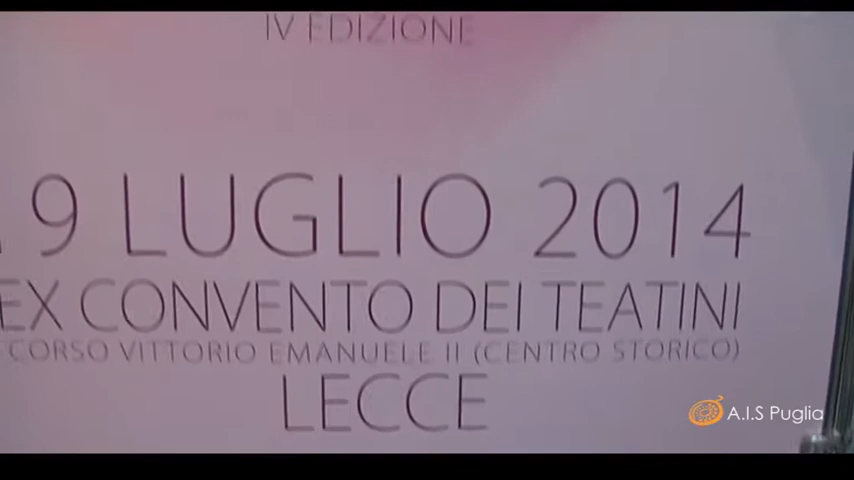 IV EDIZIONE
9 LUGLIO 2014
EX CONVENTO DEI TEATINI
CORSO VITTORIO EMANUELE II (CENTRO STORICO)
LECCE
A.I.S Puglia